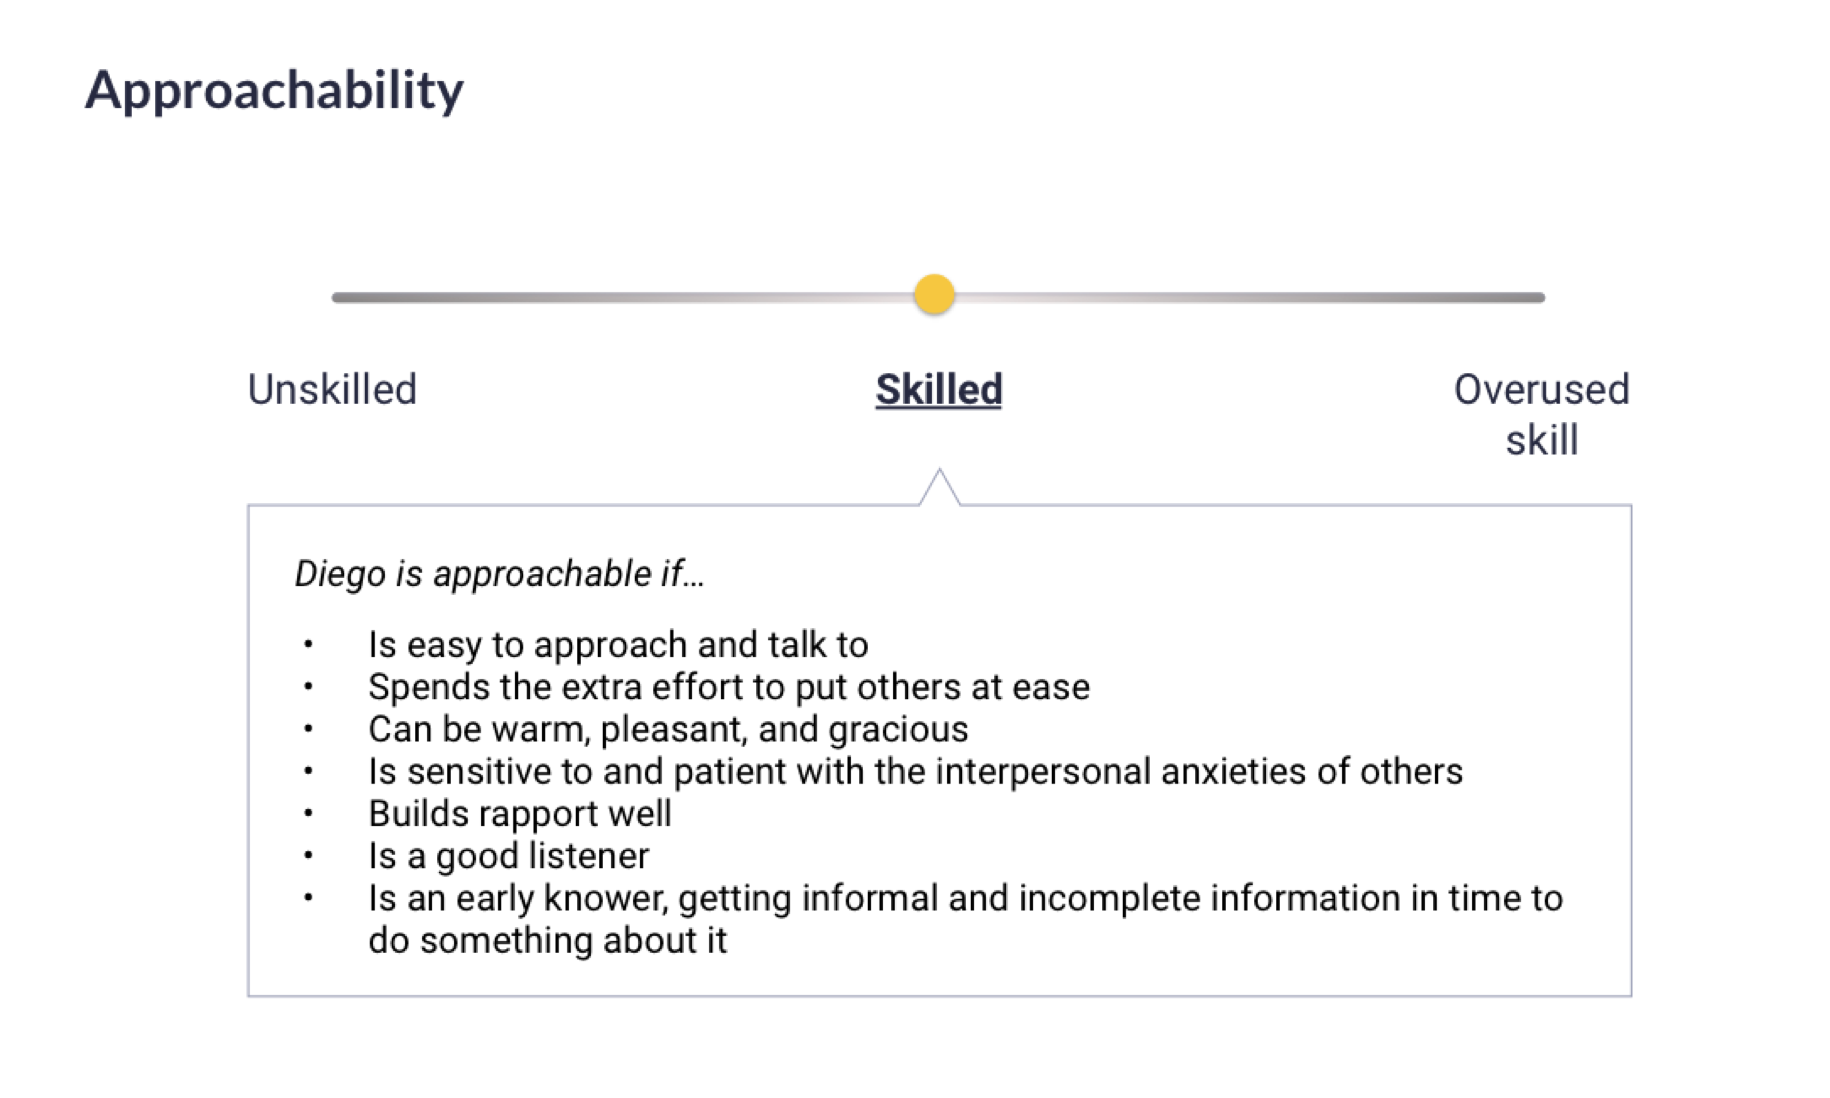 Approachability
Unskilled
Skilled
Overused
skill
Diego is approachable if...
• Is easy to approach and talk to
• Spends the extra effort to put others at ease
• Can be warm, pleasant, and gracious
• Is sensitive to and patient with the interpersonal anxieties of others
• Builds rapport well
• Is a good listener
• Is an early knower, getting informal and incomplete information in time to
do something about it